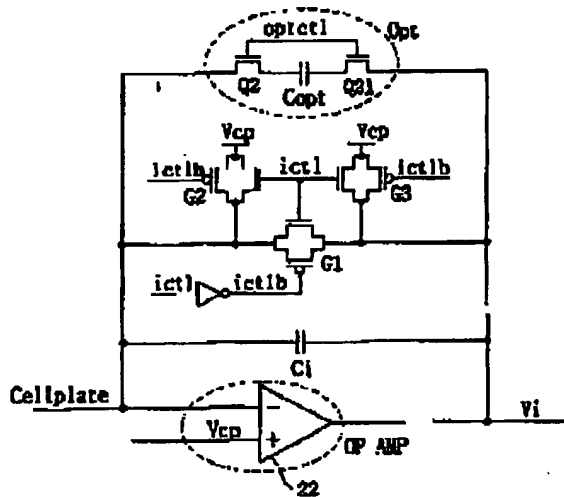 optctl
Opt
Q2
Copt
Q21
Vcp
Vcp
ictlb
ictl
ictlb
G2
G3
G1
ictl
ictlb
Ci
Cellplate
Vcp
-
+
OP AMP
Vi
22